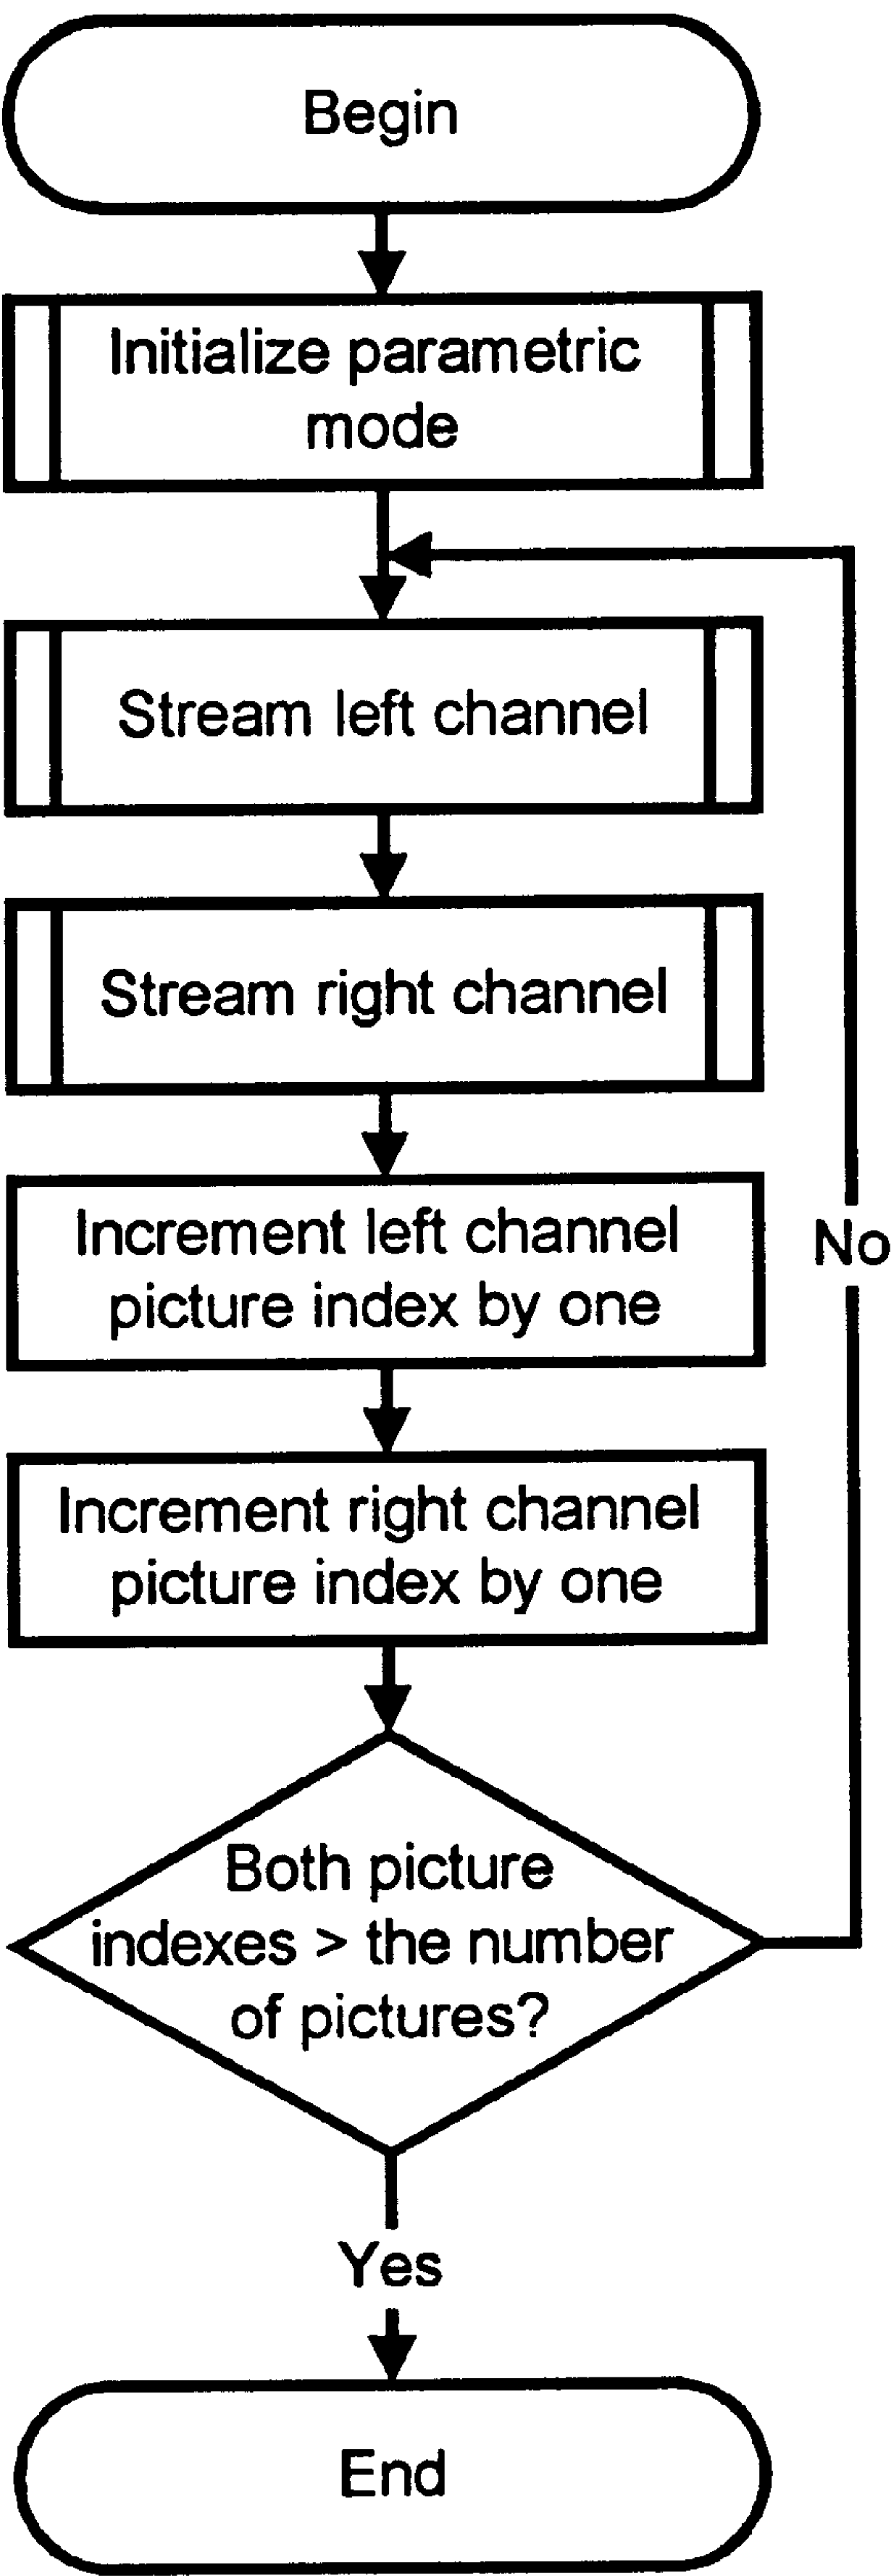 Begin
Initialize parametric
mode
Stream left channel
Stream right channel
Increment left channel
picture index by one
No
Increment right channel
picture index by one
Both picture
indexes > the number
of pictures?
Yes
End